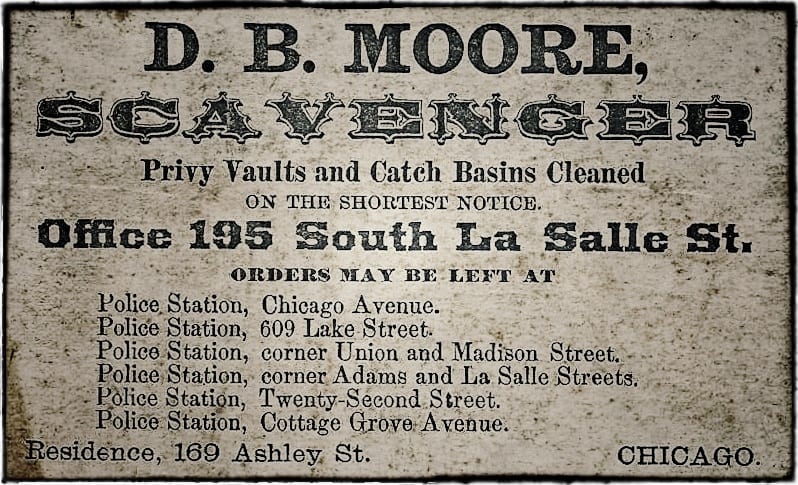 D. B. MOORE,
SCAVENGER
Privy Vaults and Catch Basins Cleaned
ON THE SHORTEST NOTICE.
Office 195 South La Salle St.
ORDERS MAY BE LEFT AT
Police Station, Chicago Avenue.
Police Station, 609 Lake Street.
Police Station, corner Union and Madison Street.
Police Station, corner Adams and La Salle Streets.
Police Station, Twenty-Second Street.
Police Station, Cottage Grove Avenue.
Residence, 169 Ashley St. CHICAGO.